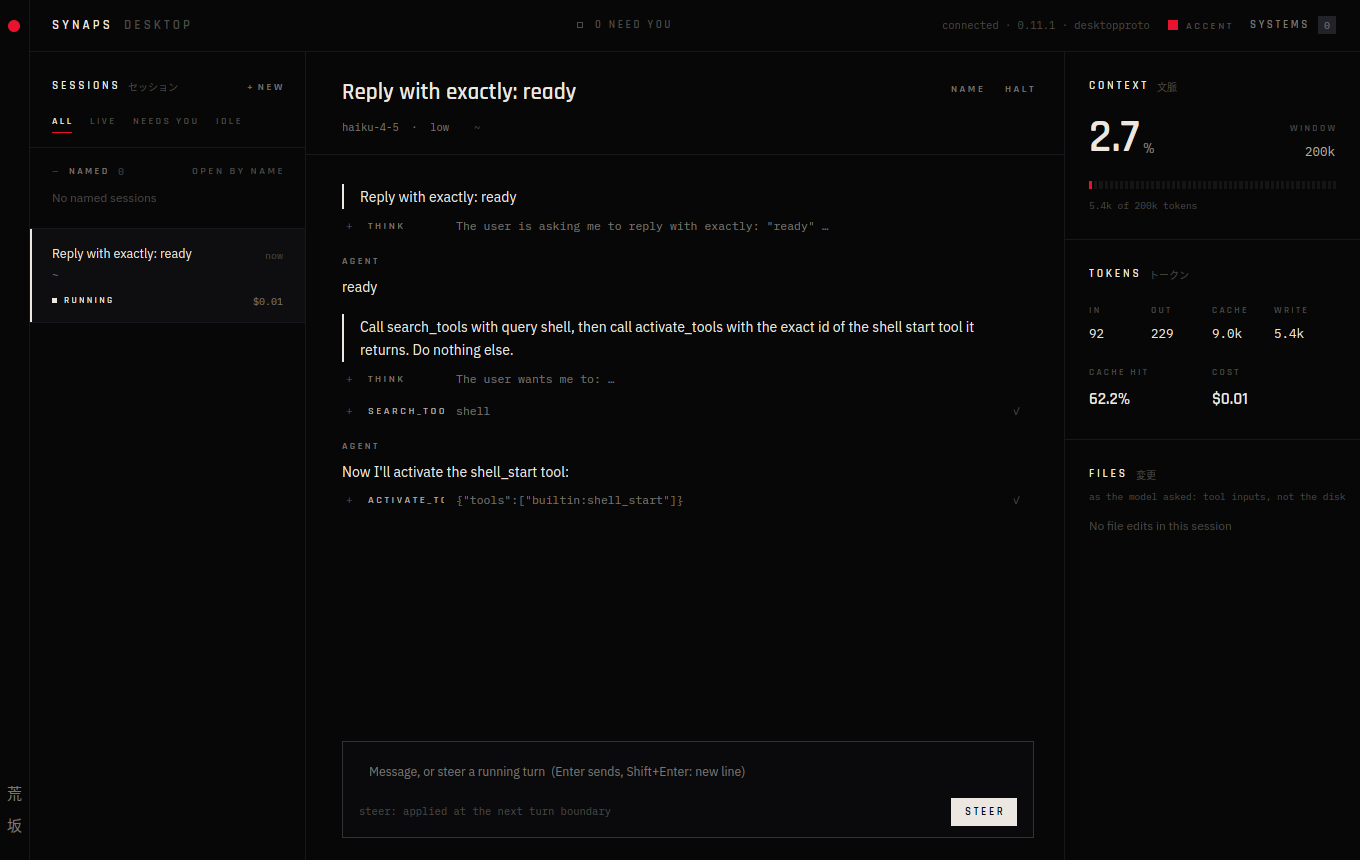 SYNAPS DESKTOP
0 NEED YOU
connected · 0.11.1 · desktopproto
ACCENT
SYSTEMS 0
SESSIONS セッション
+ NEW
ALL LIVE NEEDS YOU IDLE
— NAMED 0
OPEN BY NAME
No named sessions
Reply with exactly: ready
now
~
RUNNING
$0.01
荒
坂
Reply with exactly: ready
NAME HALT
haiku-4-5 · low ~
Reply with exactly: ready
+ THINK The user is asking me to reply with exactly: "ready" …
AGENT
ready
Call search_tools with query shell, then call activate_tools with the exact id of the shell start tool it
returns. Do nothing else.
+ THINK The user wants me to: …
+ SEARCH_TOO shell √
AGENT
Now I'll activate the shell_start tool:
+ ACTIVATE_TC {"tools":["builtin:shell_start"]} √
Message, or steer a running turn (Enter sends, Shift+Enter: new line)
steer: applied at the next turn boundary
STEER
CONTEXT 文脈
2.7 %
WINDOW
200k
5.4k of 200k tokens
TOKENS トークン
IN OUT CACHE WRITE
92 229 9.0k 5.4k
CACHE HIT COST
62.2% $0.01
FILES 変更
as the model asked: tool inputs, not the disk
No file edits in this session